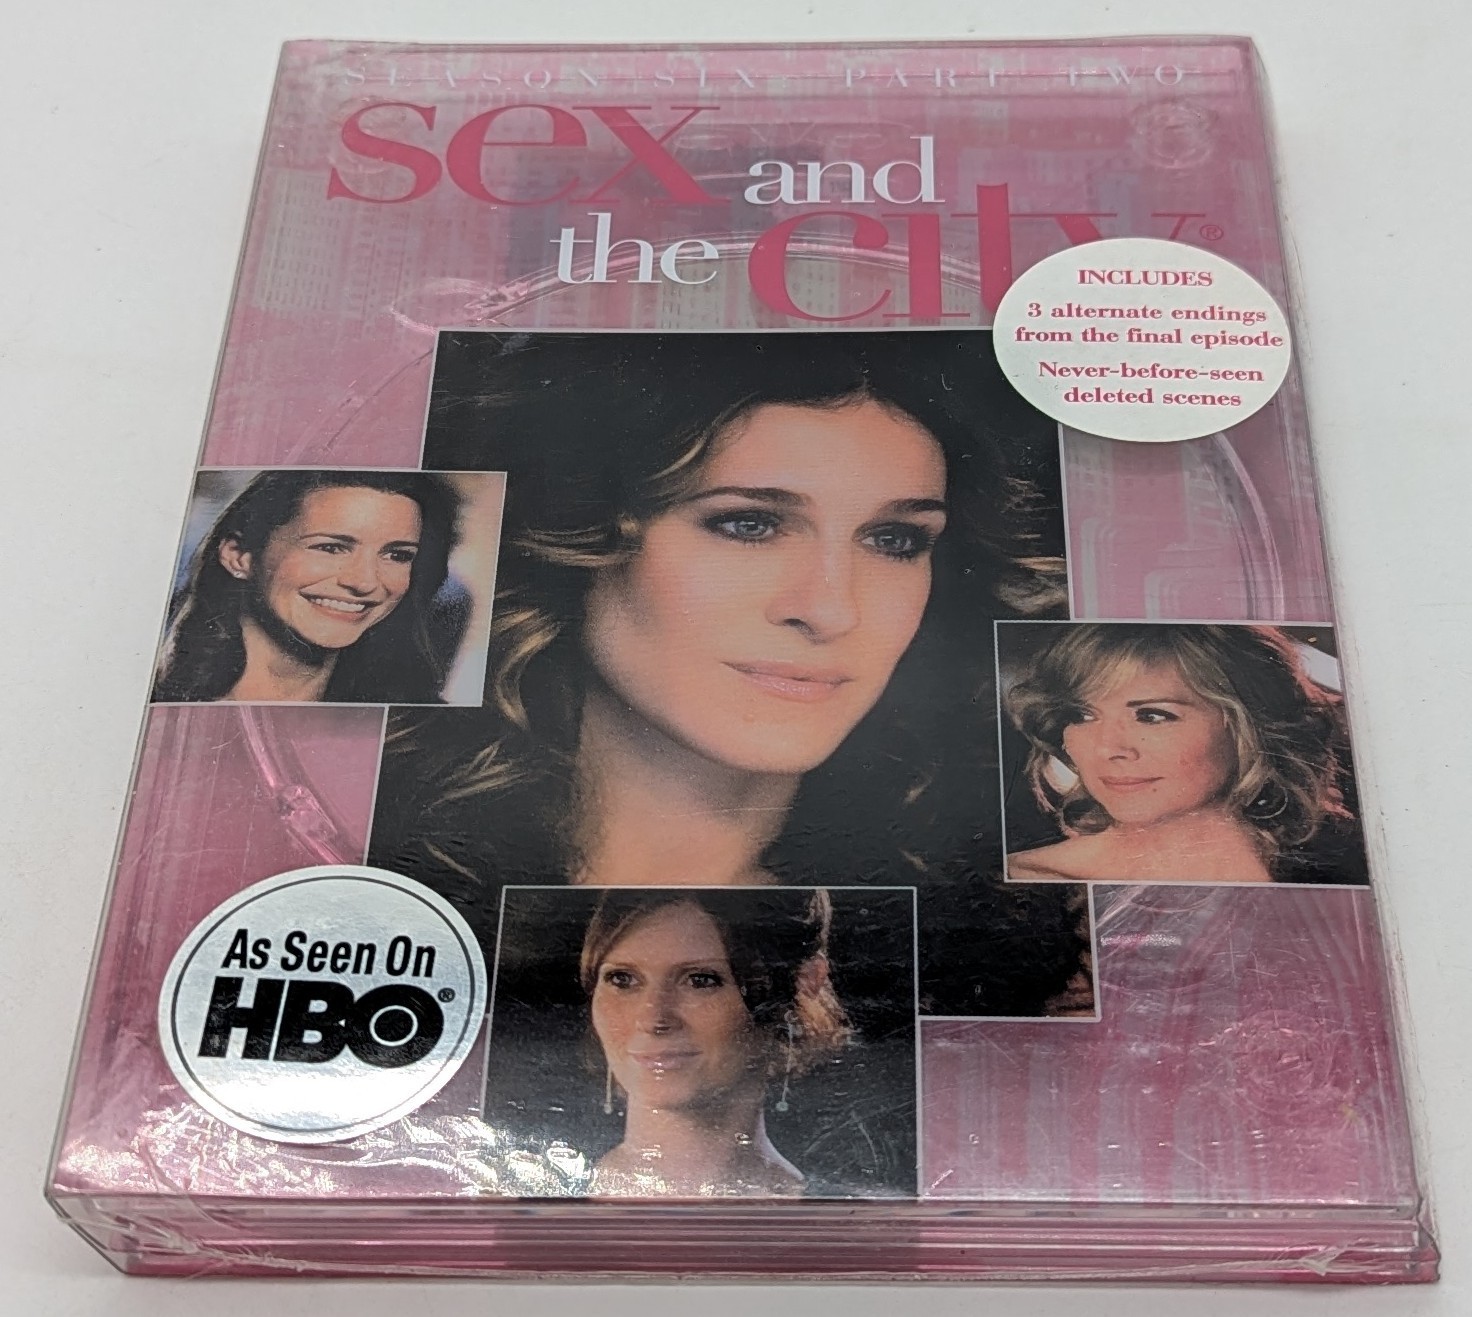 SEASON SIX: PART TWO
sex and
the city®
INCLUDES
3 alternate endings
from the final episode
Never-before-seen
deleted scenes
As Seen On
HBO®